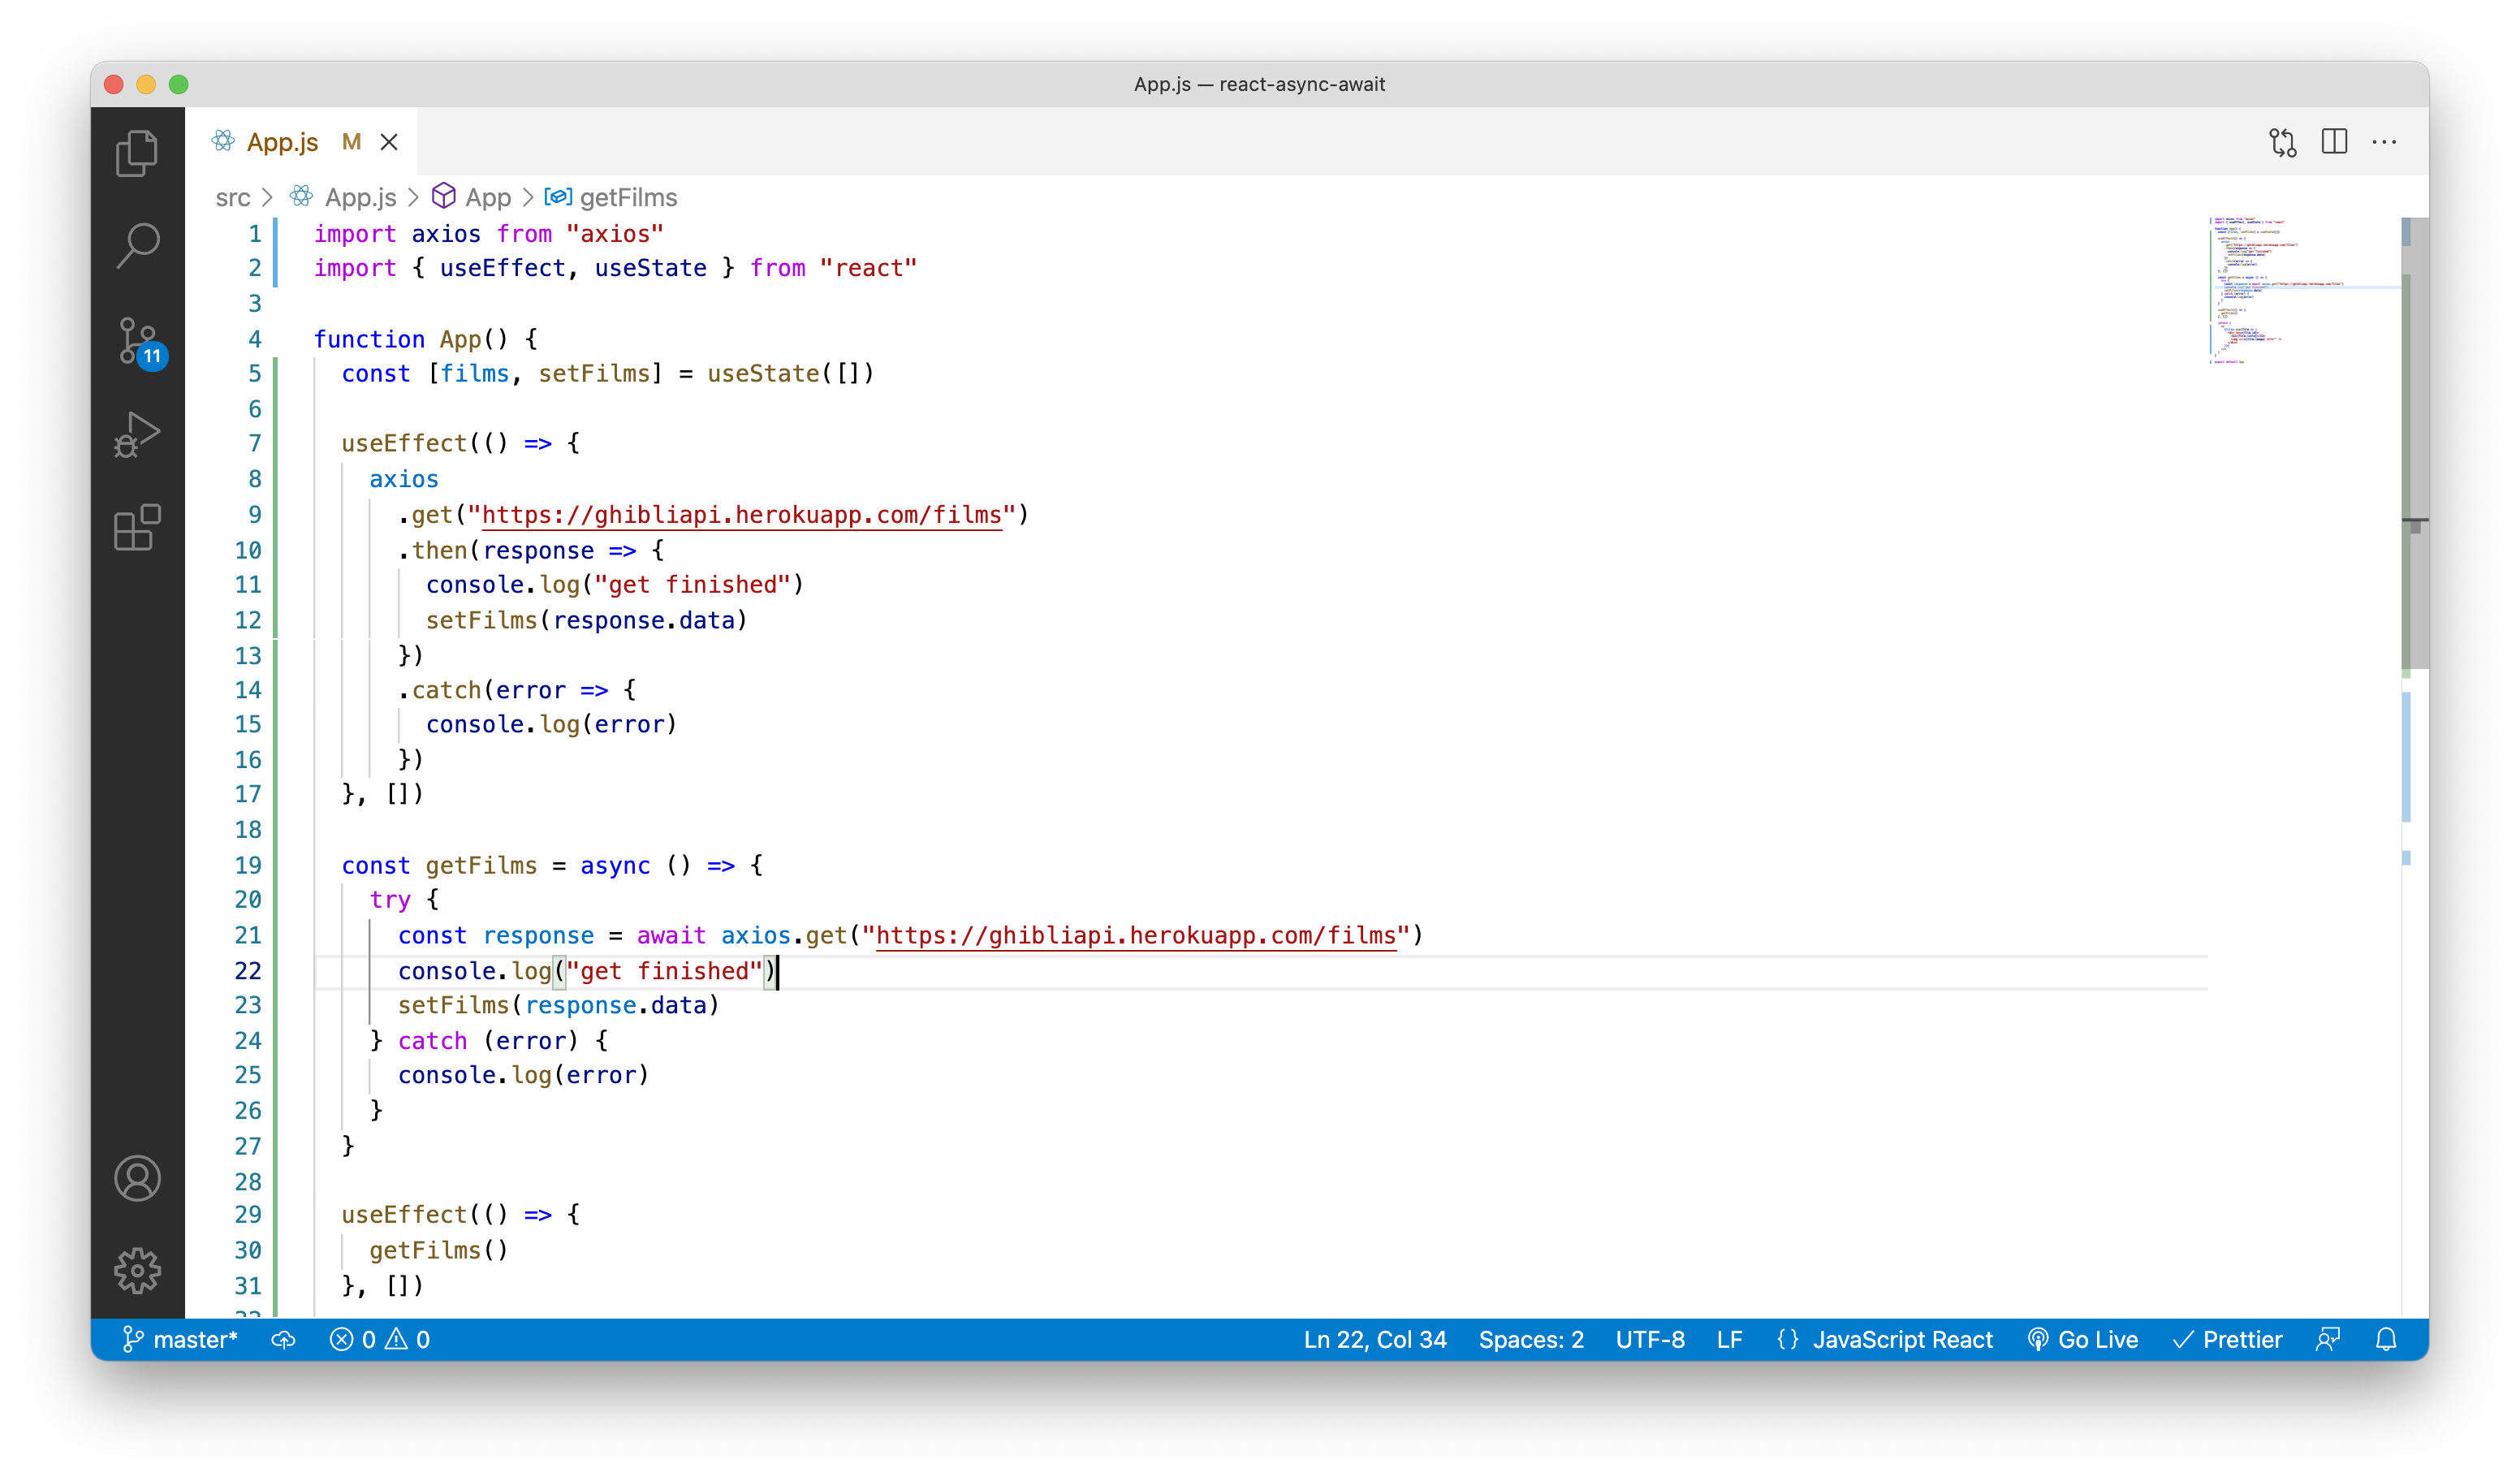 App.js — react-async-await
App.js M
src > App.js > App > getFilms
1 import axios from "axios"
2 import { useEffect, useState } from "react"
3
4 function App() {
5   const [films, setFilms] = useState([])
6
7   useEffect(() => {
8     axios
9       .get("https://ghibliapi.herokuapp.com/films")
10       .then(response => {
11         console.log("get finished")
12         setFilms(response.data)
13       })
14       .catch(error => {
15         console.log(error)
16       })
17   }, [])
18
19   const getFilms = async () => {
20     try {
21       const response = await axios.get("https://ghibliapi.herokuapp.com/films")
22       console.log("get finished")
23       setFilms(response.data)
24     } catch (error) {
25       console.log(error)
26     }
27   }
28
29   useEffect(() => {
30     getFilms()
31   }, [])
11
master* 0 0 Ln 22, Col 34 Spaces: 2 UTF-8 LF {} JavaScript React Go Live Prettier